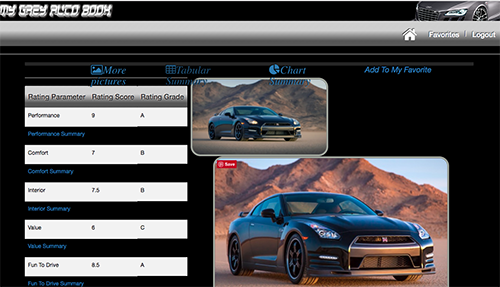 MY GREY AUTO BOOK
Favorites | Logout
More pictures
Tabular Summary
Chart Summary
Add To My Favorite
Rating Parameter Rating Score Rating Grade
Performance 9 A
Performance Summary
Comfort 7 B
Comfort Summary
Interior 7.5 B
Interior Summary
Value 6 C
Value Summary
Fun To Drive 8.5 A
Fun To Drive Summary
Save